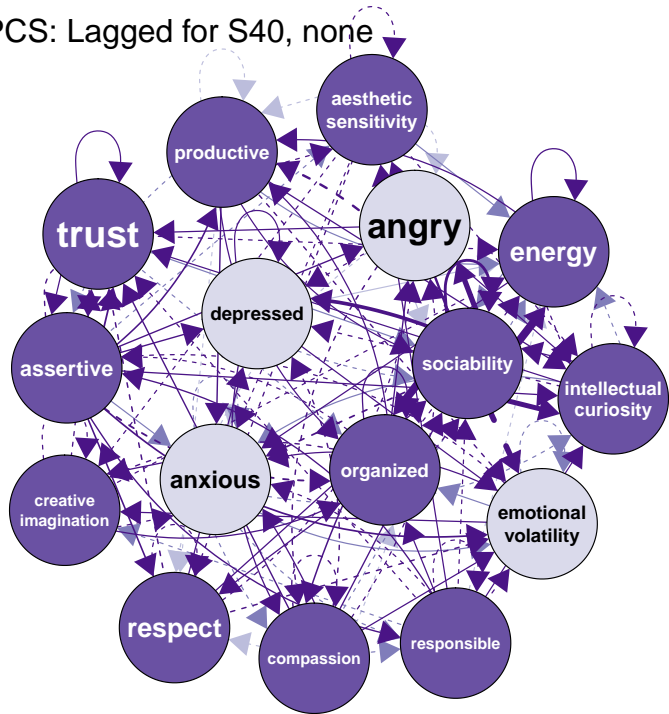 PCS: Lagged for S40, none
aesthetic
sensitivity
productive
trust
angry
energy
depressed
assertive
sociability
intellectual
curiosity
anxious
organized
creative
imagination
emotional
volatility
respect
compassion
responsible